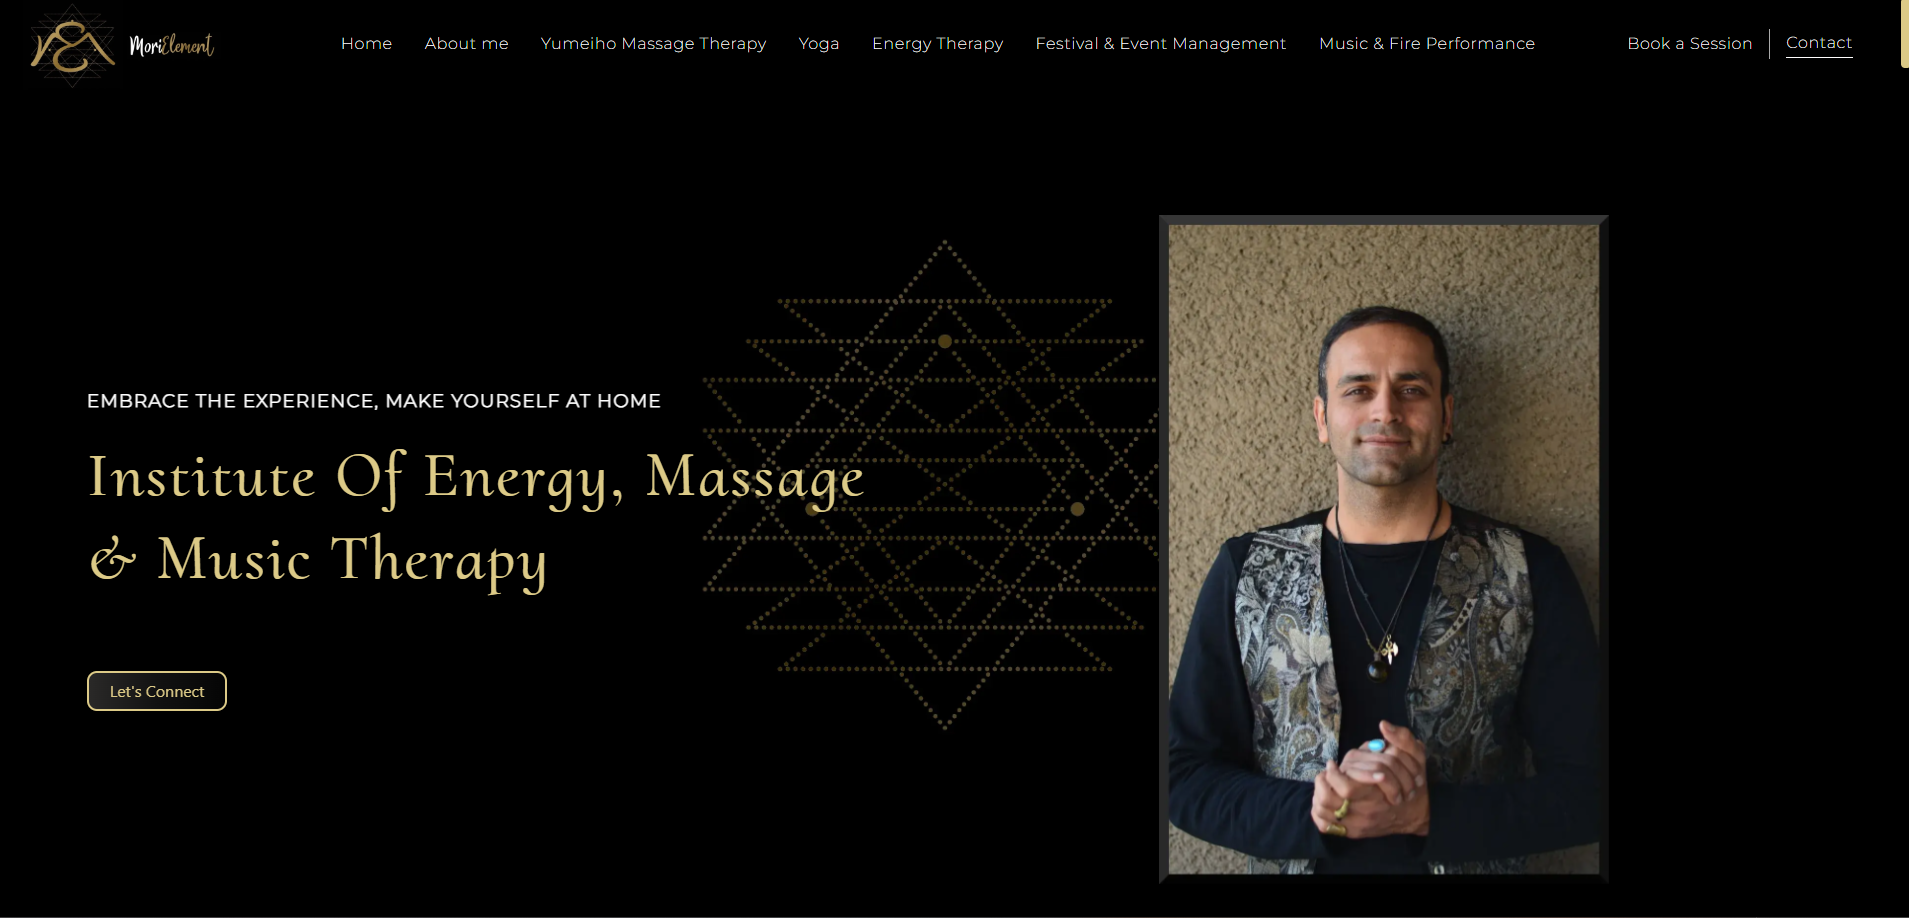 MoriElement
Home
About me
Yumeiho Massage Therapy
Yoga
Energy Therapy
Festival & Event Management
Music & Fire Performance
Book a Session
Contact
EMBRACE THE EXPERIENCE, MAKE YOURSELF AT HOME
Institute Of Energy, Massage
& Music Therapy
Let's Connect